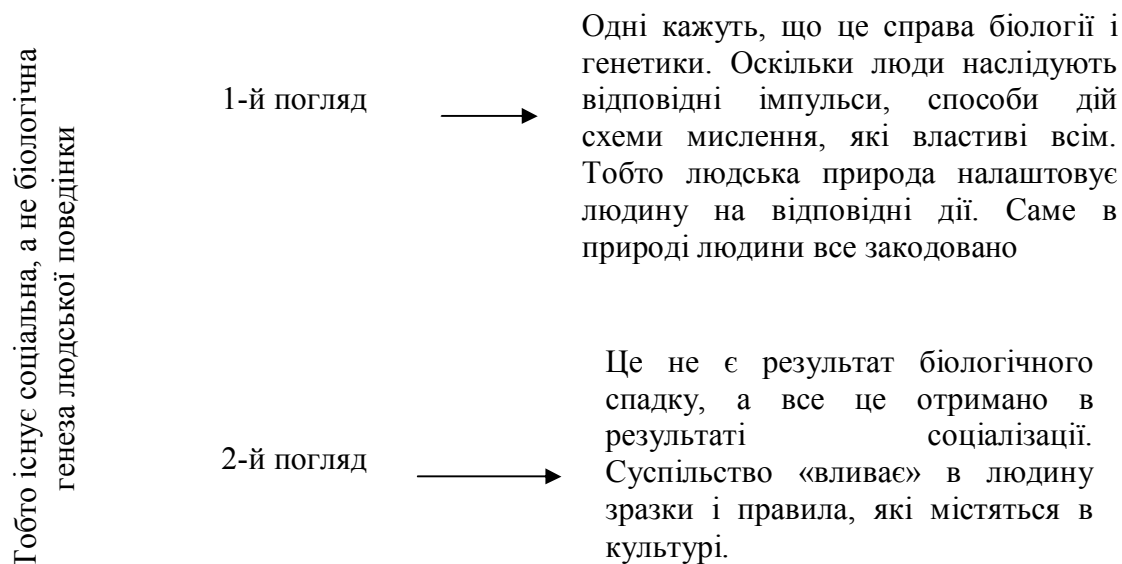 Тобто існує соціальна, а не біологічна
генеза людської поведінки
1-й погляд
Одні кажуть, що це справа біології і
генетики. Оскільки люди наслідують
відповідні імпульси, способи дій
схеми мислення, які властиві всім.
Тобто людська природа налаштовує
людину на відповідні дії. Саме в
природі людини все закодовано
2-й погляд
Це не є результат біологічного
спадку, а все це отримано в
результаті соціалізації.
Суспільство «вливає» в людину
зразки і правила, які містяться в
культурі.